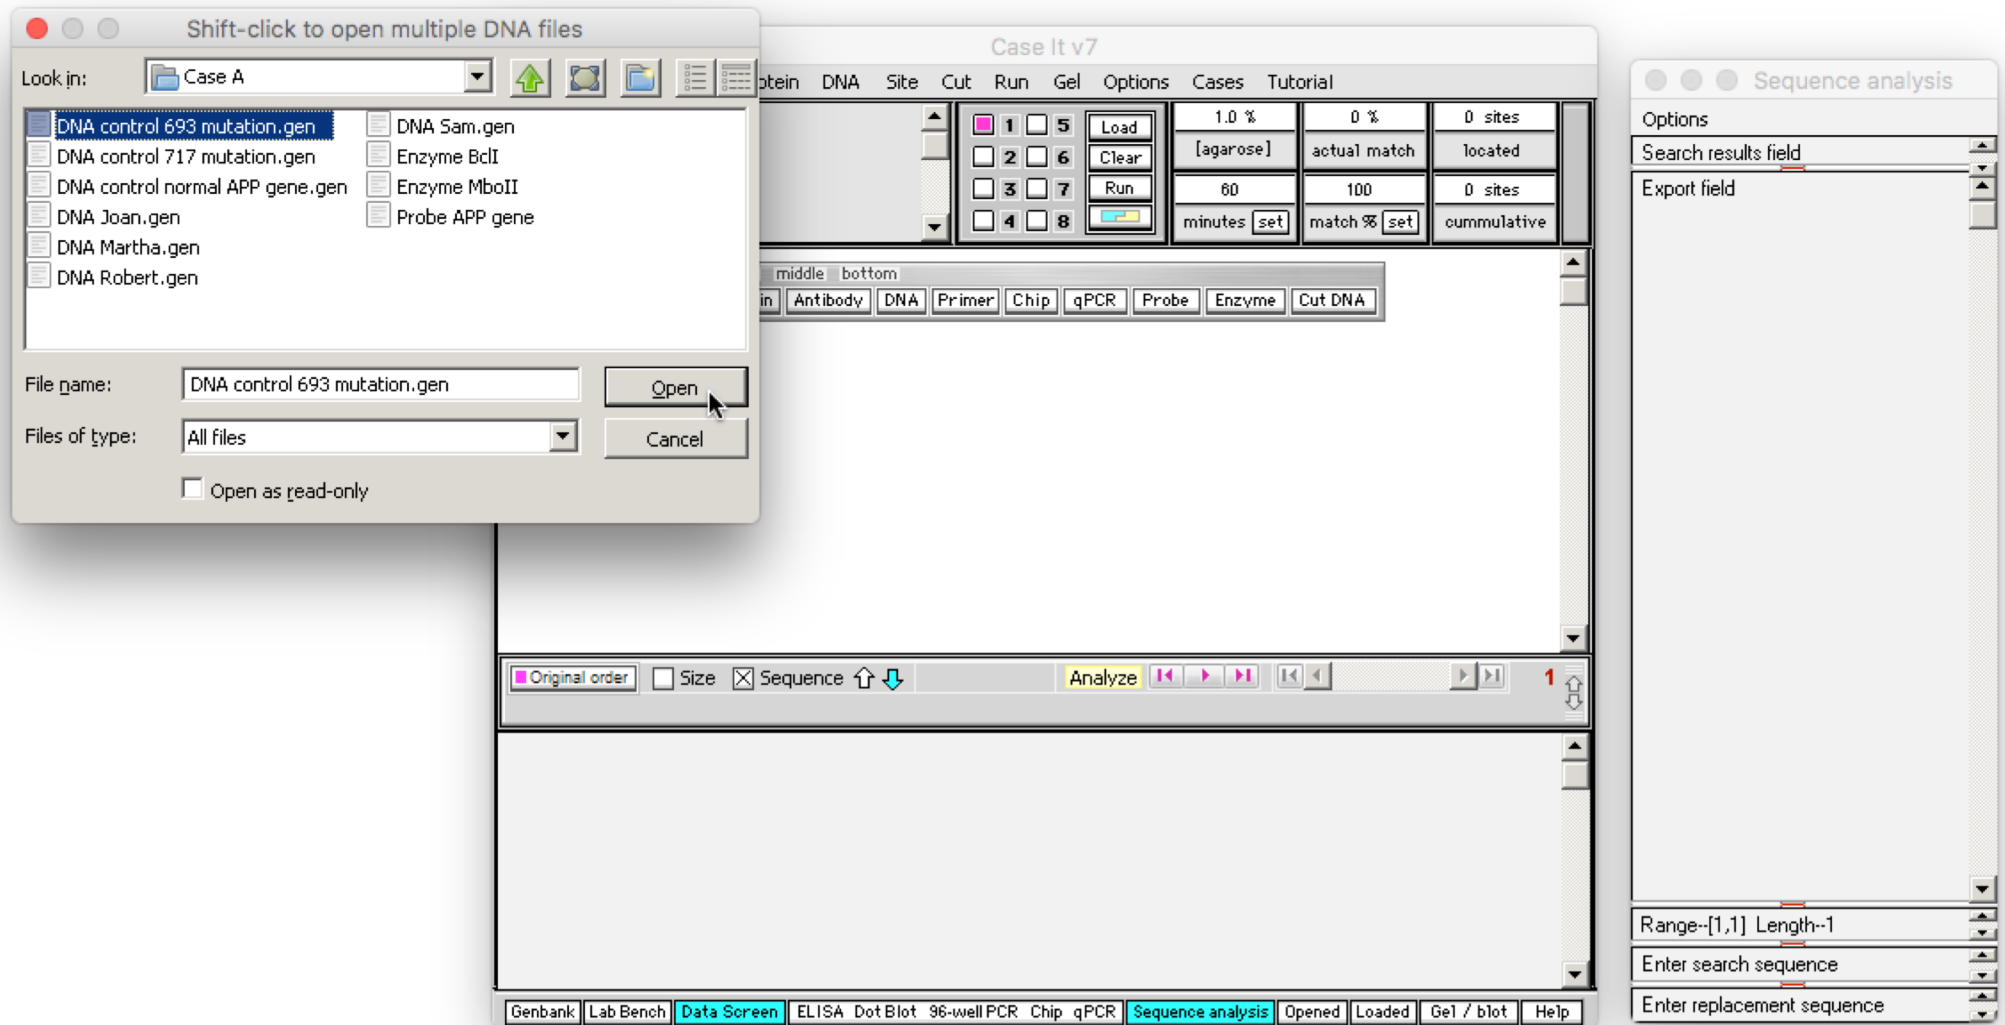 Shift-click to open multiple DNA files
Look in:
Case A
DNA control 693 mutation.gen
DNA control 717 mutation.gen
DNA control normal APP gene.gen
DNA Joan.gen
DNA Martha.gen
DNA Robert.gen
DNA Sam.gen
Enzyme BclI
Enzyme MboII
Probe APP gene
File name:
DNA control 693 mutation.gen
Open
Files of type:
All files
Cancel
Open as read-only
Case It v7
DNA Site Cut Run Gel Options Cases Tutorial
1 5 Load
2 6 Clear
3 7 Run
4 8
1.0 %
[agarose]
60
minutes set
0 %
actual match
100
match % set
0 sites
located
0 sites
cummulative
middle bottom
Antibody DNA Primer Chip qPCR Probe Enzyme Cut DNA
Original order Size Sequence Analyze 1
Genbank Lab Bench Data Screen ELISA Dot Blot 96-well PCR Chip qPCR Sequence analysis Opened Loaded Gel / blot Help
Sequence analysis
Options
Search results field
Export field
Range--[1,1] Length--1
Enter search sequence
Enter replacement sequence